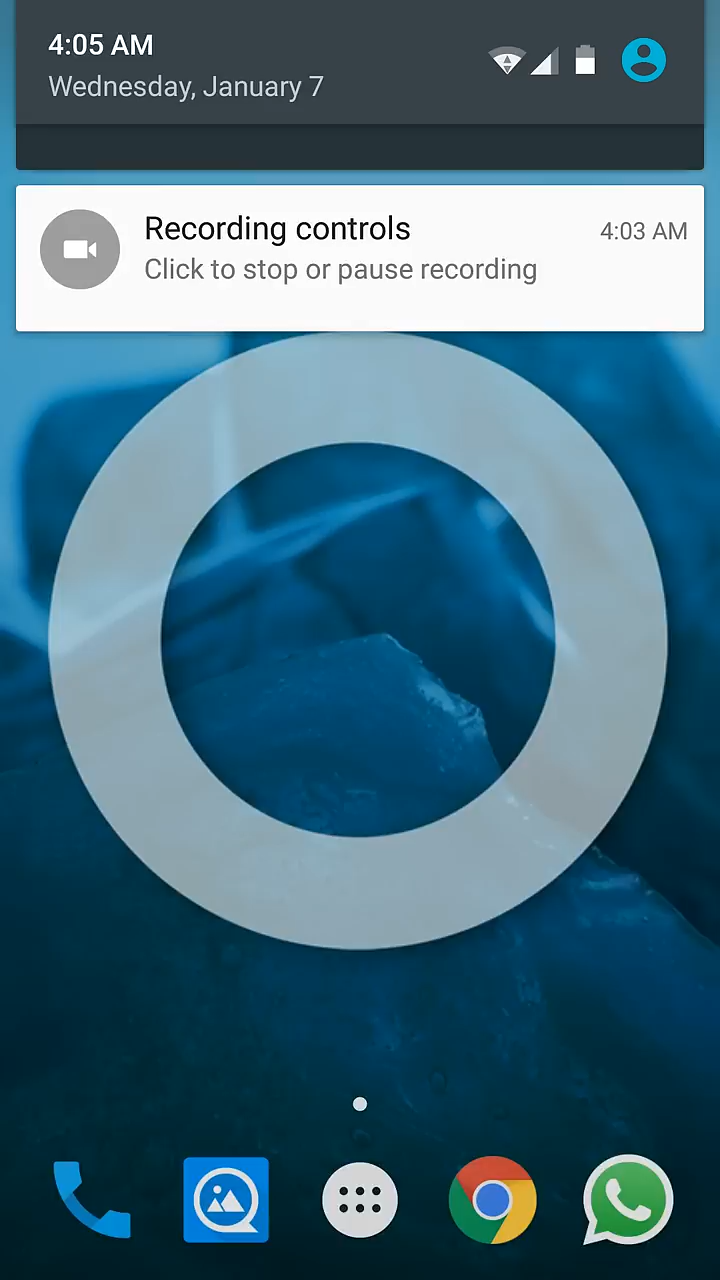 4:05 AM
Wednesday, January 7
Recording controls
4:03 AM
Click to stop or pause recording